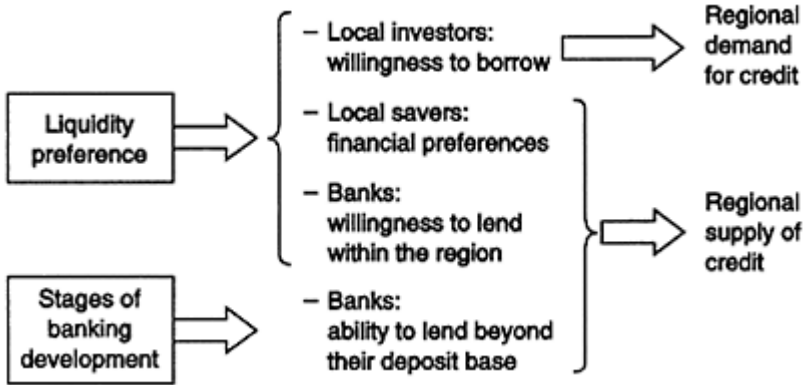 Liquidity
preference
– Local investors:
willingness to borrow
– Local savers:
financial preferences
– Banks:
willingness to lend
within the region
Stages of
banking
development
– Banks:
ability to lend beyond
their deposit base
Regional
demand
for credit
Regional
supply of
credit